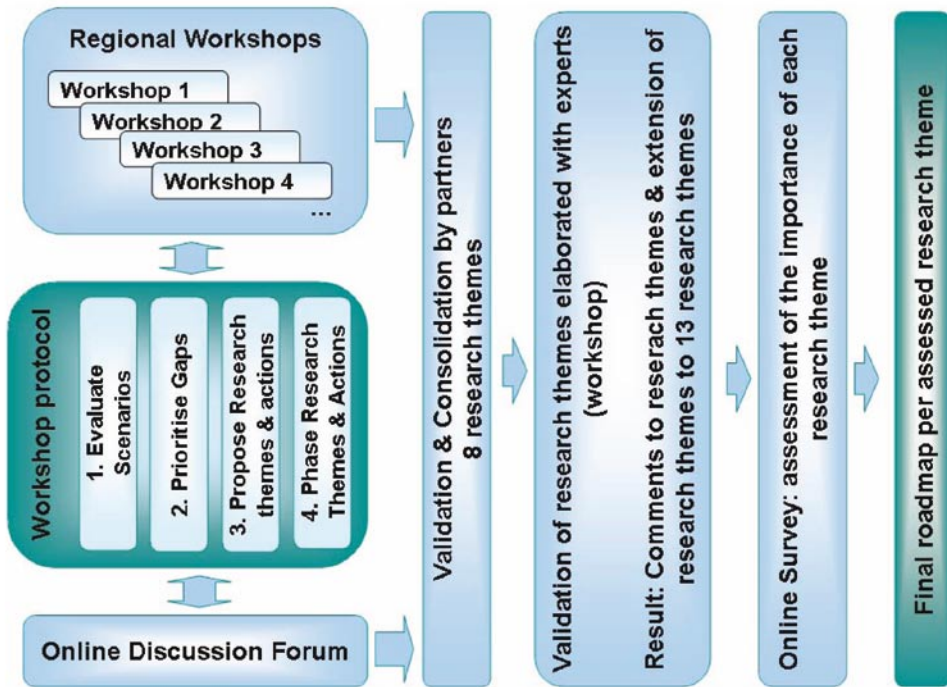 Regional Workshops
Workshop 1
Workshop 2
Workshop 3
Workshop 4
...
Workshop protocol
1. Evaluate
Scenarios
2. Prioritise Gaps
3. Propose Research
themes & actions
4. Phase Research
Themes & Actions
Online Discussion Forum
Validation & Consolidation by partners
8 research themes
Validation of research themes elaborated with experts
(workshop)
Result: Comments to reserach themes & extension of
research themes to 13 research themes
Online Survey: assessment of the importance of each
research theme
Final roadmap per assessed research theme